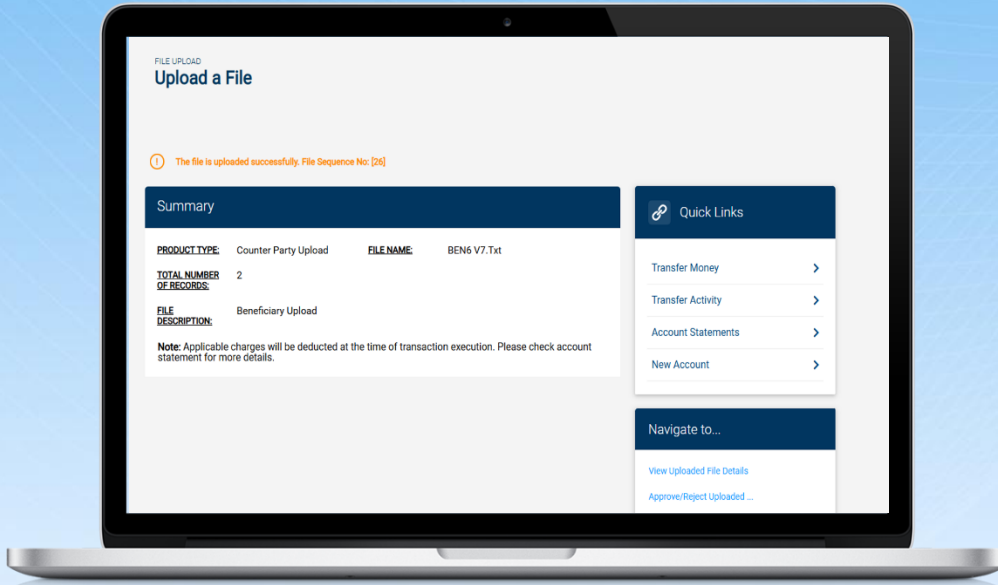 FILE UPLOAD
Upload a File
The file is uploaded successfully. File Sequence No: [26]
Summary
PRODUCT TYPE: Counter Party Upload FILE NAME: BEN6 V7.Txt
TOTAL NUMBER 2
OF RECORDS:
FILE Beneficiary Upload
DESCRIPTION:
Note: Applicable charges will be deducted at the time of transaction execution. Please check account
statement for more details.
Quick Links
Transfer Money
Transfer Activity
Account Statements
New Account
Navigate to...
View Uploaded File Details
Approve/Reject Uploaded ...